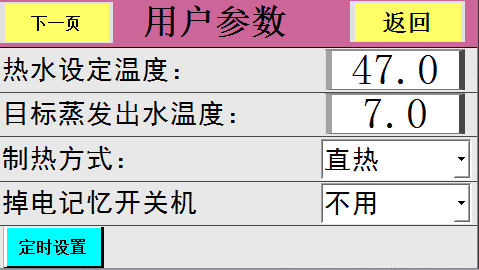 下一页 用户参数 返回
热水设定温度: 47.0
目标蒸发出水温度: 7.0
制热方式: 直热
掉电记忆开关机 不用
定时设置